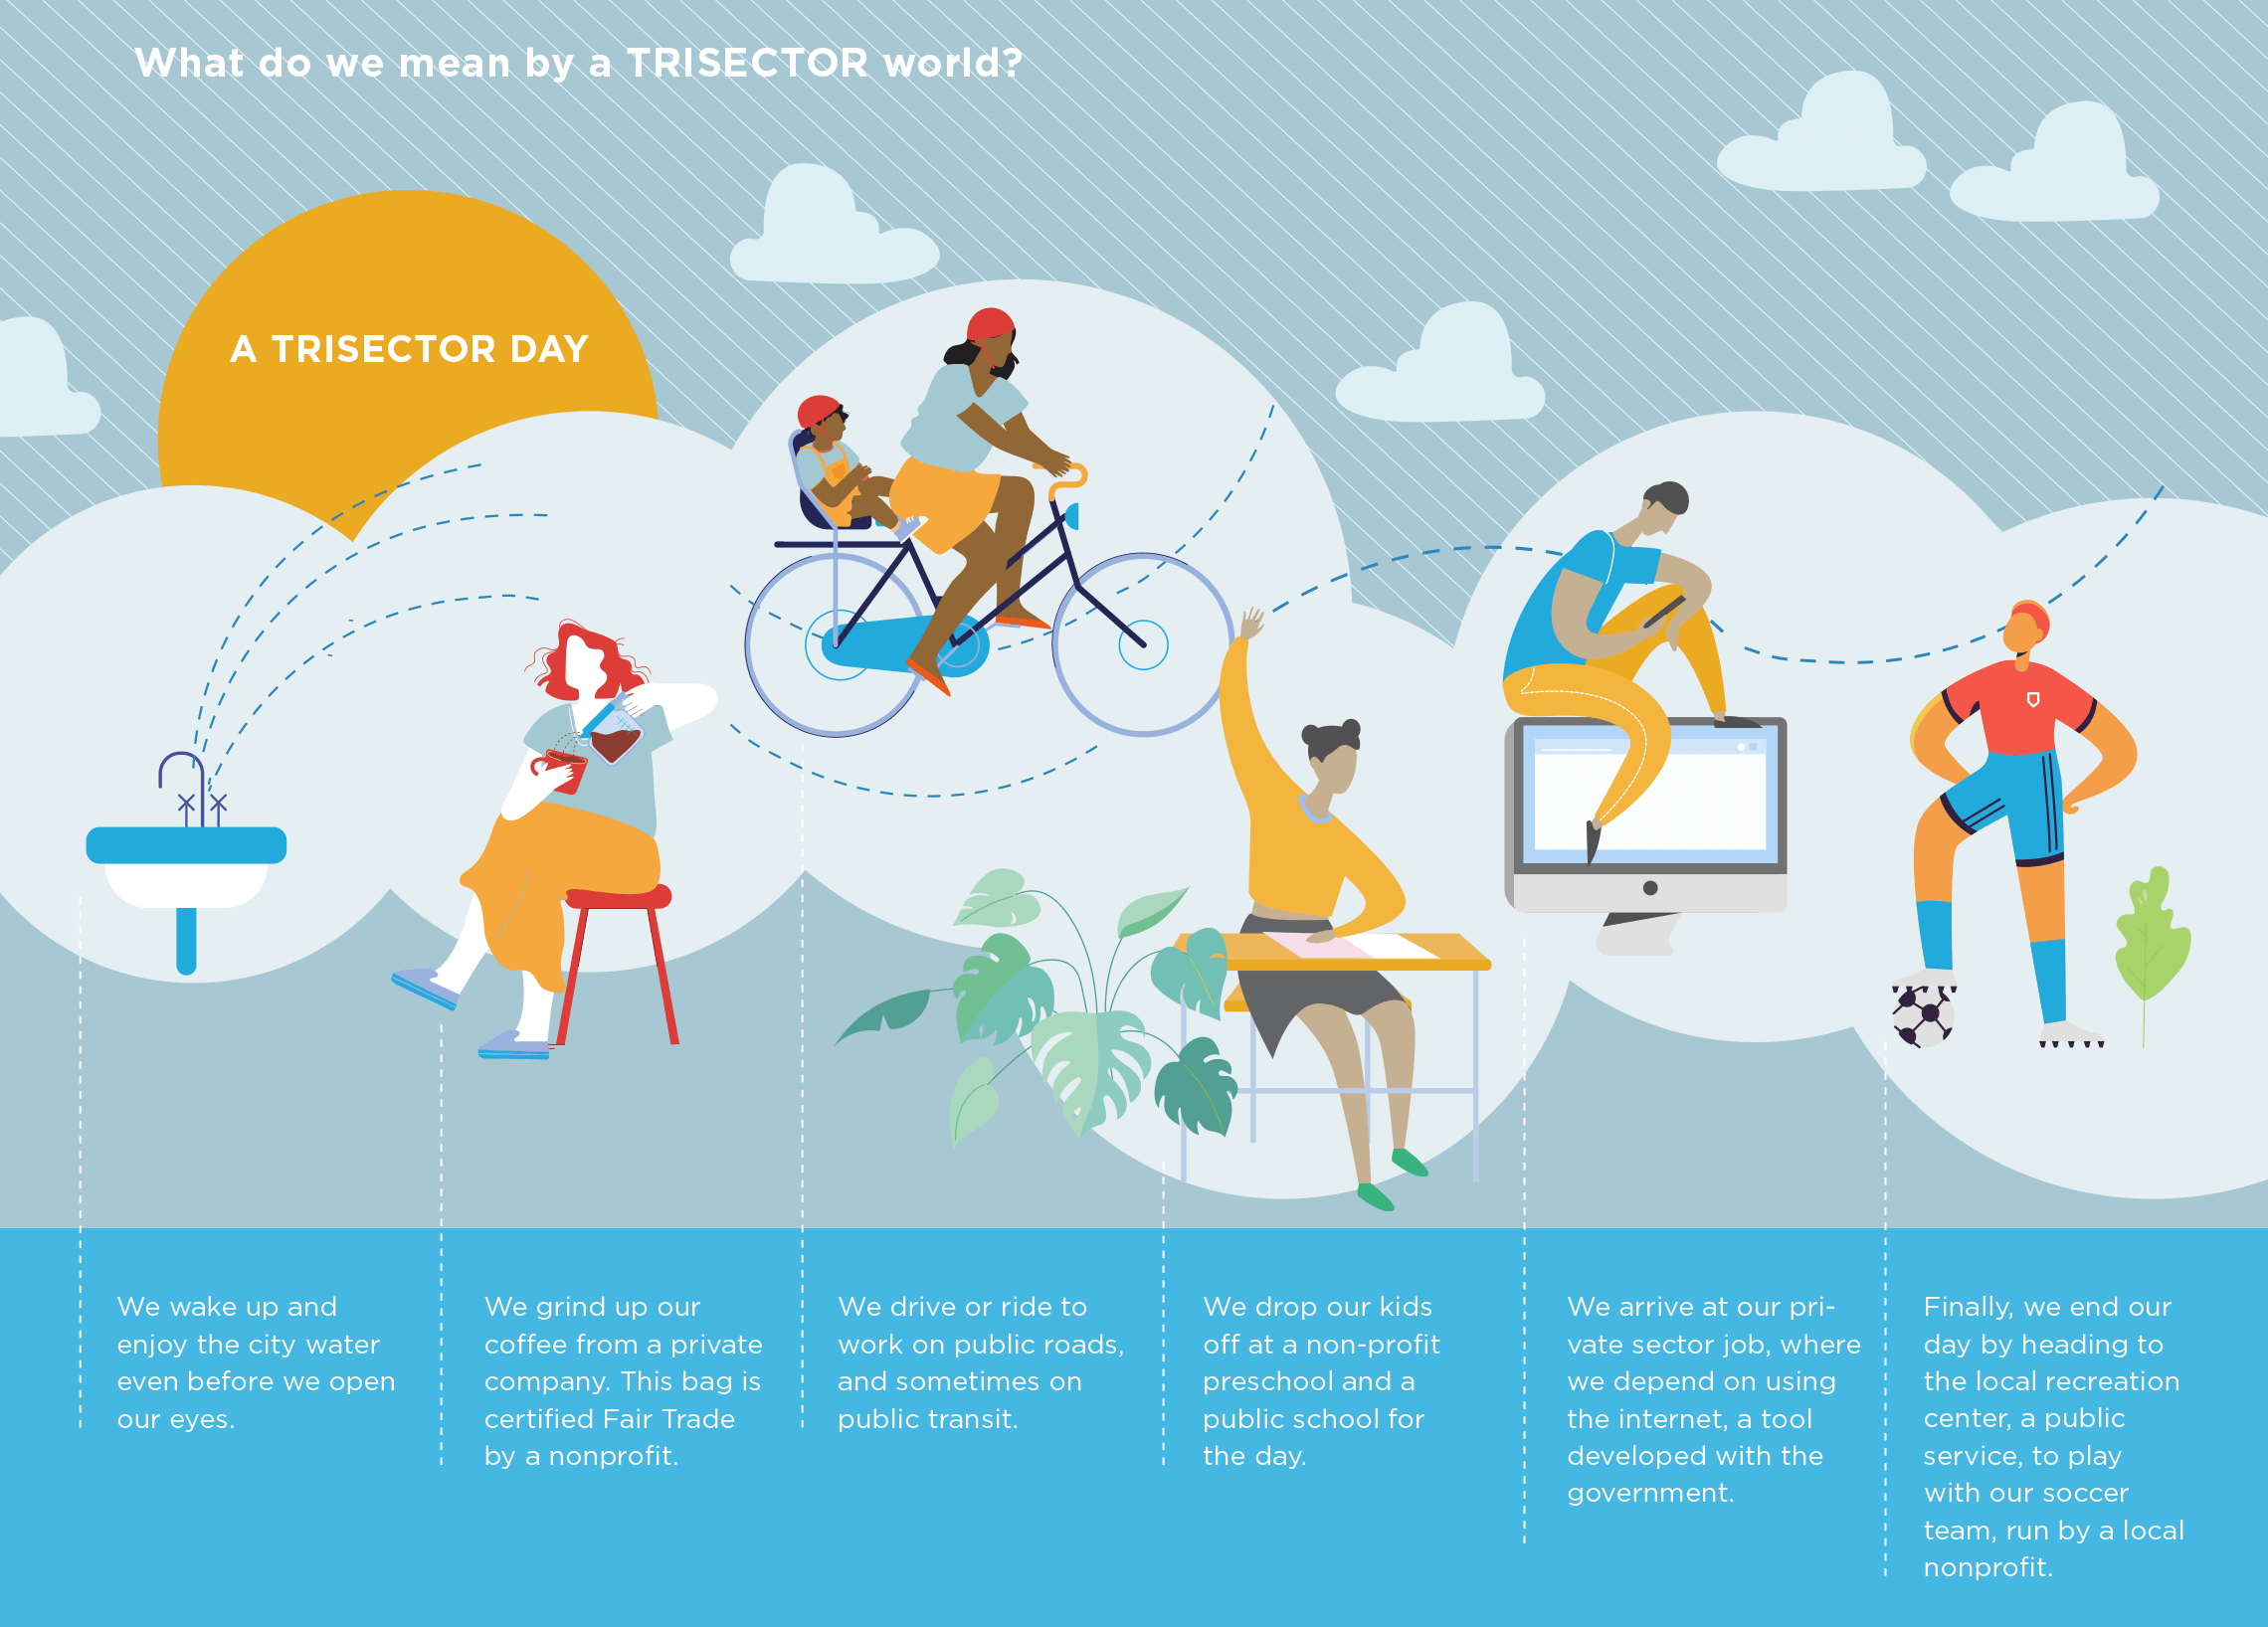 What do we mean by a TRISECTOR world?
A TRISECTOR DAY
We wake up and
enjoy the city water
even before we open
our eyes.
We grind up our
coffee from a private
company. This bag is
certified Fair Trade
by a nonprofit.
We drive or ride to
work on public roads,
and sometimes on
public transit.
We drop our kids
off at a non-profit
preschool and a
public school for
the day.
We arrive at our pri-
vate sector job, where
we depend on using
the internet, a tool
developed with the
government.
Finally, we end our
day by heading to
the local recreation
center, a public
service, to play
with our soccer
team, run by a local
nonprofit.